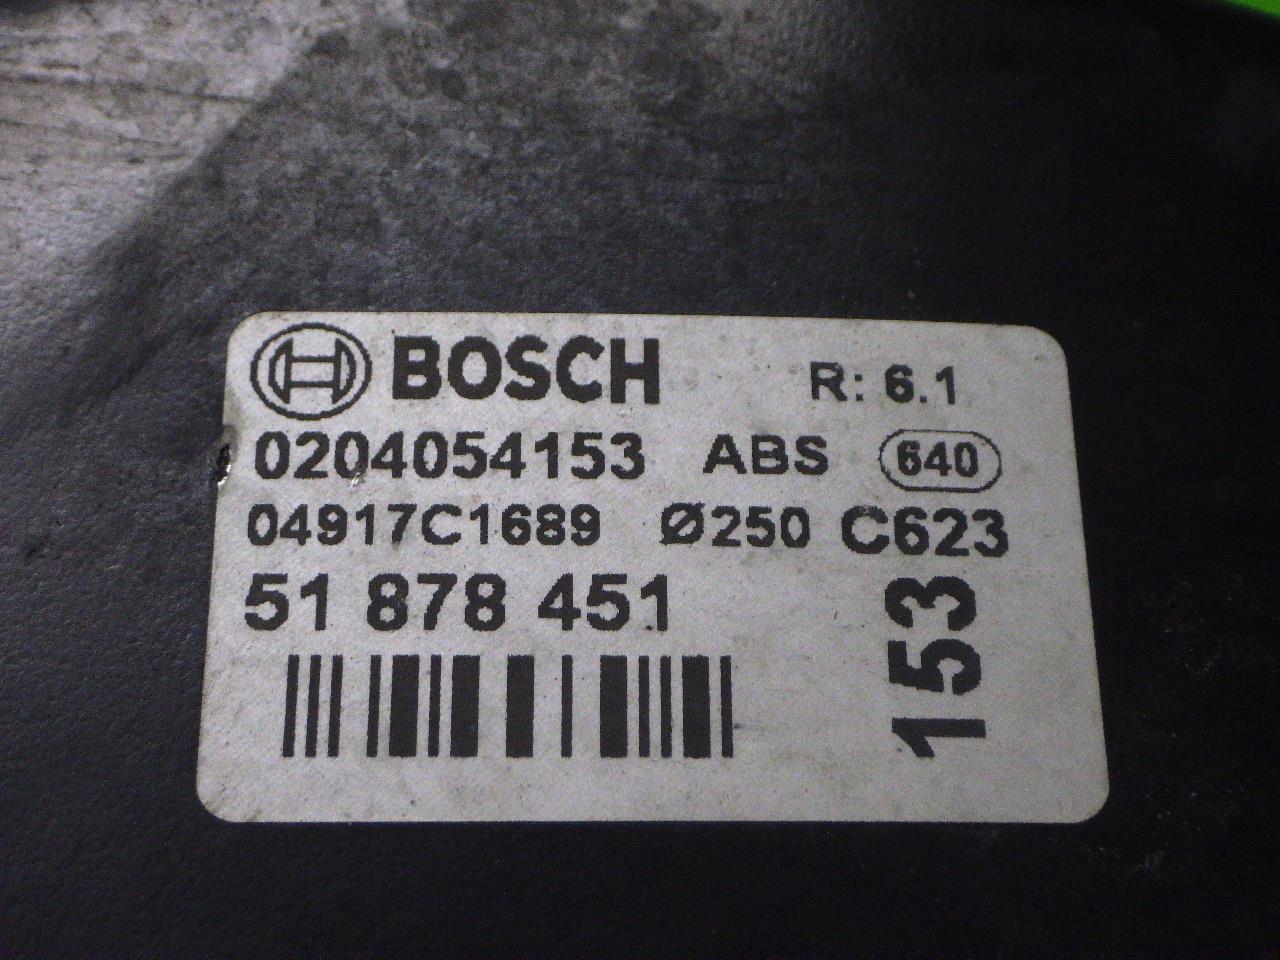 BOSCH R: 6.1
0204054153 ABS 640
04917C1689 Ø250 C623
51 878 451
153